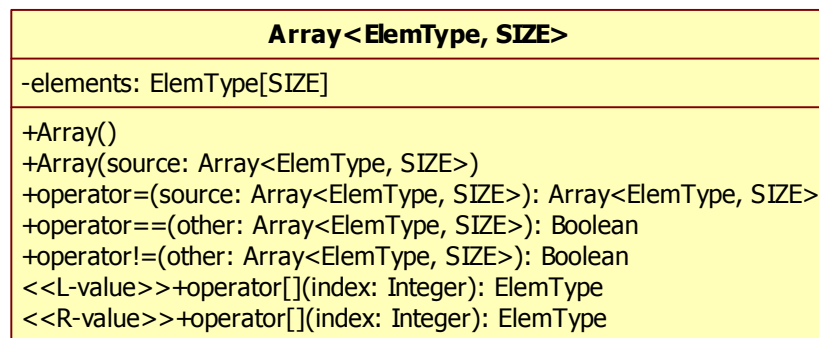 Array<ElemType, SIZE>
-elements: ElemType[SIZE]
+Array()
+Array(source: Array<ElemType, SIZE>)
+operator=(source: Array<ElemType, SIZE>): Array<ElemType, SIZE>
+operator==(other: Array<ElemType, SIZE>): Boolean
+operator!=(other: Array<ElemType, SIZE>): Boolean
<<L-value>>+operator[](index: Integer): ElemType
<<R-value>>+operator[](index: Integer): ElemType